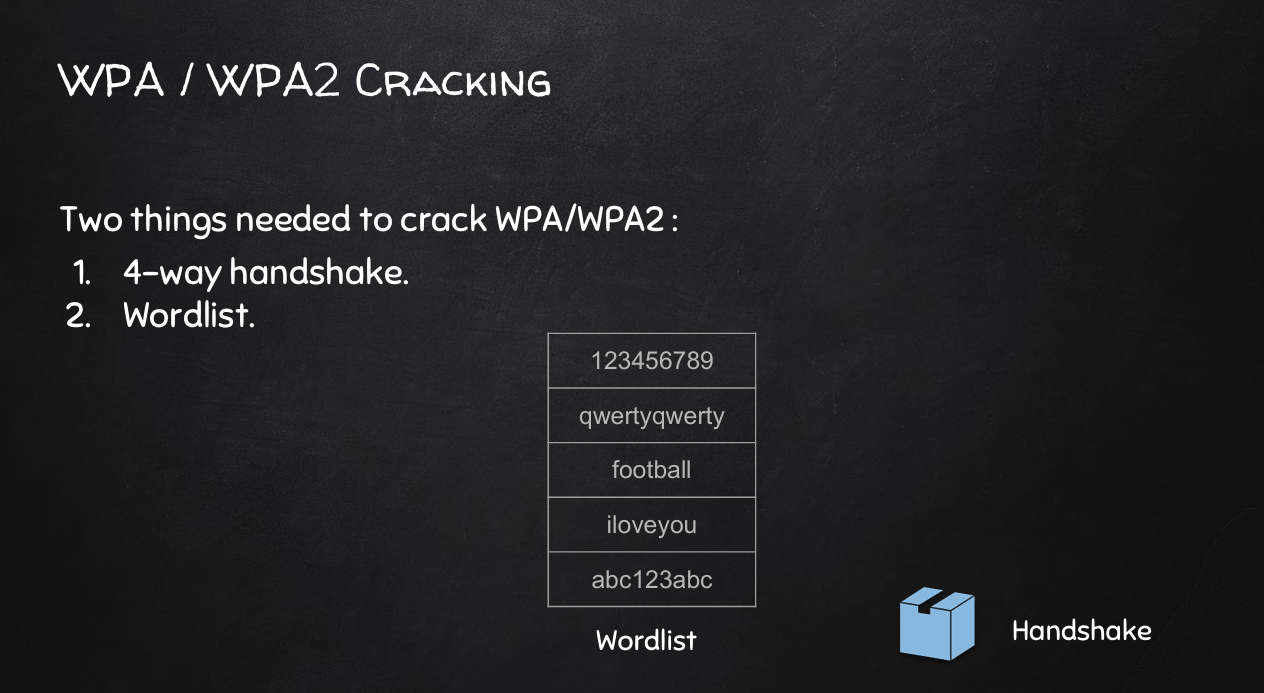 WPA / WPA2 Cracking
Two things needed to crack WPA/WPA2 :
1. 4-way handshake.
2. Wordlist.
123456789
qwertyqwerty
football
iloveyou
abc123abc
Wordlist
Handshake